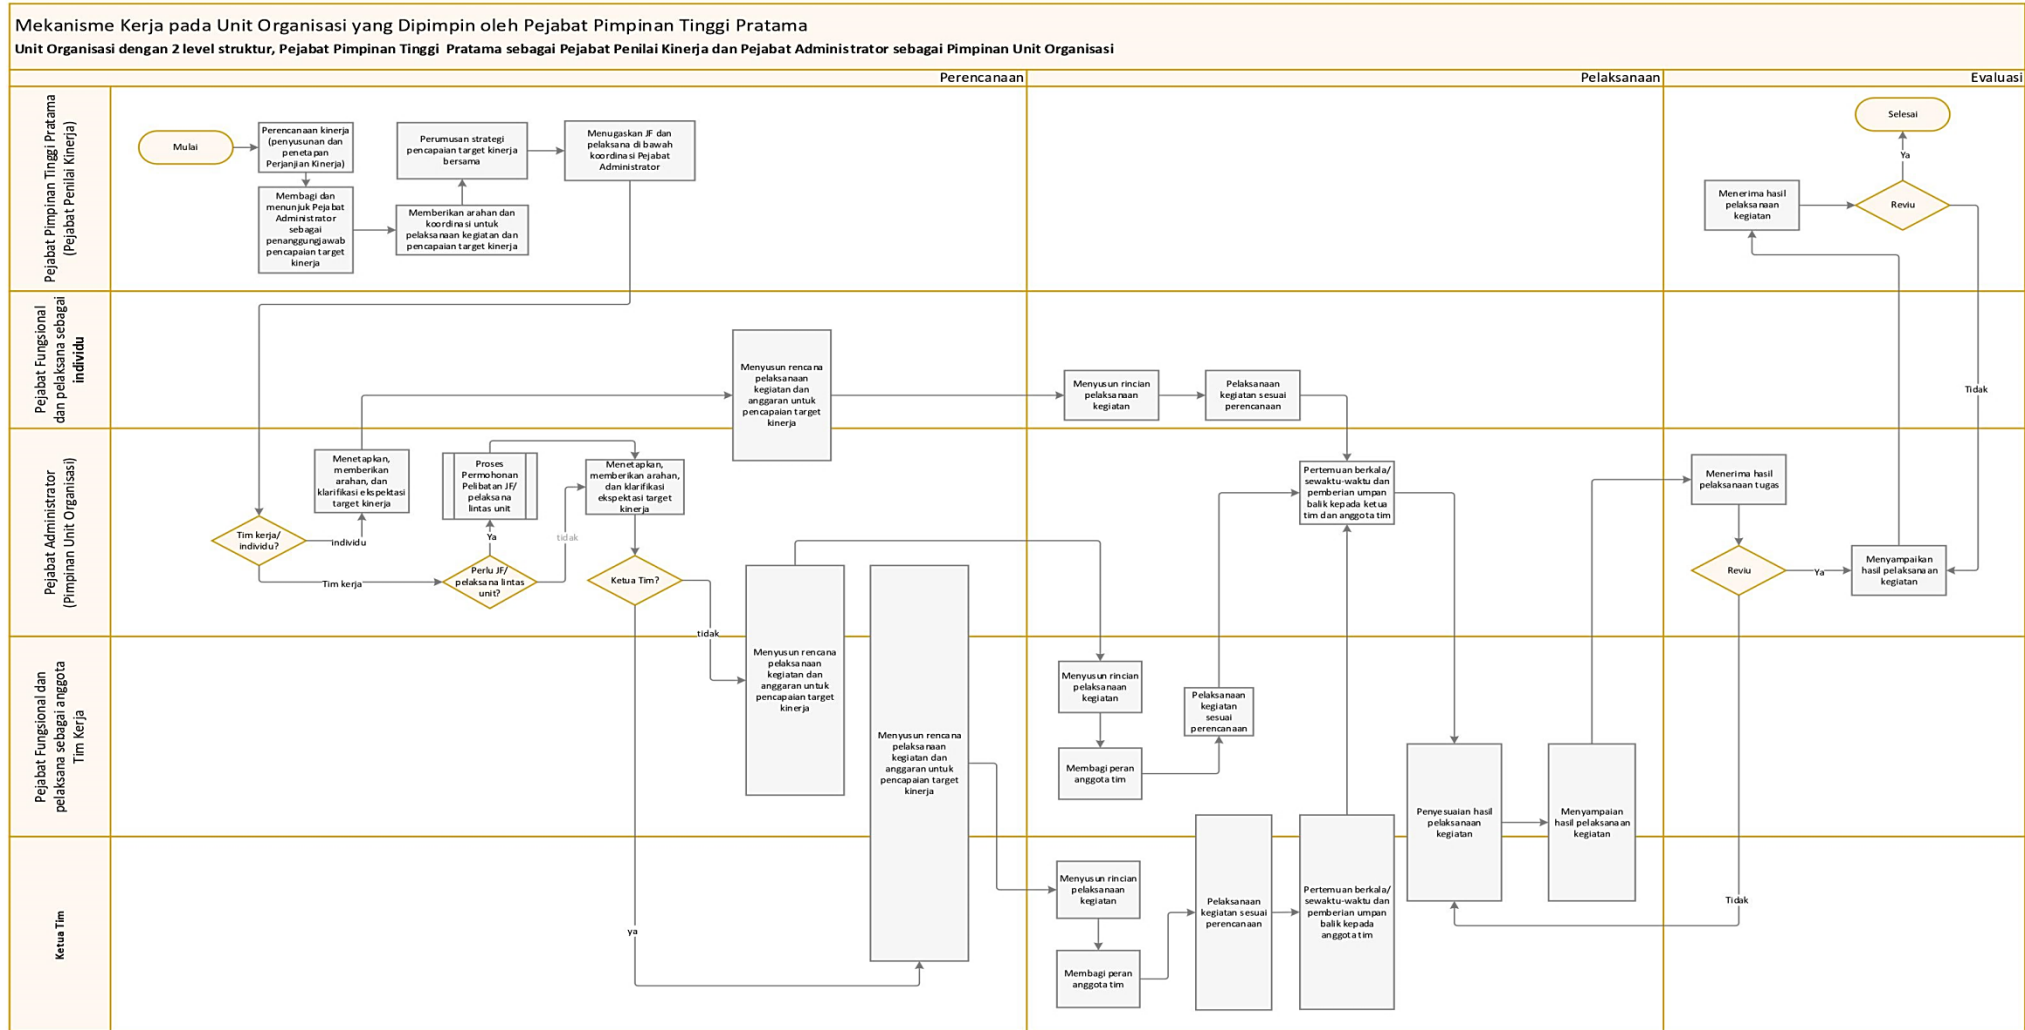 Mekanisme Kerja pada Unit Organisasi yang Dipimpin oleh Pejabat Pimpinan Tinggi Pratama
Unit Organisasi dengan 2 level struktur, Pejabat Pimpinan Tinggi Pratama sebagai Pejabat Penilai Kinerja dan Pejabat Administrator sebagai Pimpinan Unit Organisasi
Perencanaan
Pelaksanaan
Evaluasi
Pejabat Pimpinan Tinggi Pratama
(Pejabat Penilai Kinerja)
Mulai
Perencanaan kinerja
(penyusunan dan
penetapan
Perjanjian Kinerja)
Membagi dan
menunjuk Pejabat
Administrator
sebagai
penanggungjawab
pencapaian target
kinerja
Memberikan arahan dan
koordinasi untuk
pelaksanaan kegiatan dan
pencapaian target kinerja
Perumusan strategi
pencapaian target kinerja
bersama
Menugaskan JF dan
pelaksana di bawah
koordinasi Pejabat
Administrator
Selesai
Ya
Menerima hasil
pelaksanaan
kegiatan
Reviu
Tidak
Pejabat Fungsional
dan pelaksana sebagai
individu
Menyusun rencana
pelaksanaan
kegiatan dan
anggaran untuk
pencapaian target
kinerja
Menyusun rincian
pelaksanaan
kegiatan
Pelaksanaan
kegiatan sesuai
perencanaan
Pejabat Administrator
(Pimpinan Unit Organisasi)
Tim kerja/
individu?
individu
Tim kerja
Menetapkan,
memberikan
arahan, dan
klarifikasi ekspektasi
target kinerja
Proses
Permohonan
Pelibatan JF/
pelaksana
lintas unit
Ya
Perlu JF/
pelaksana lintas
unit?
tidak
Menetapkan,
memberikan arahan,
dan klarifikasi
ekspektasi target
kinerja
Ketua Tim?
tidak
ya
Pertemuan berkala/
sewaktu-waktu dan
pemberian umpan
balik kepada ketua
tim dan anggota tim
Menerima hasil
pelaksanaan tugas
Reviu
Ya
Menyampaikan
hasil pelaksanaan
kegiatan
Tidak
Pejabat Fungsional dan
pelaksana sebagai anggota
Tim Kerja
Menyusun rencana
pelaksanaan
kegiatan dan
anggaran untuk
pencapaian target
kinerja
Menyusun rencana
pelaksanaan
kegiatan dan
anggaran untuk
pencapaian target
kinerja
Menyusun rincian
pelaksanaan
kegiatan
Membagi peran
anggota tim
Pelaksanaan
kegiatan
sesuai
perencanaan
Penyesuaian hasil
pelaksanaan
kegiatan
Menyampaian
hasil pelaksanaan
kegiatan
Ketua Tim
Menyusun rincian
pelaksanaan
kegiatan
Membagi peran
anggota tim
Pelaksanaan
kegiatan sesuai
perencanaan
Pertemuan berkala/
sewaktu-waktu dan
pemberian umpan
balik kepada
anggota tim